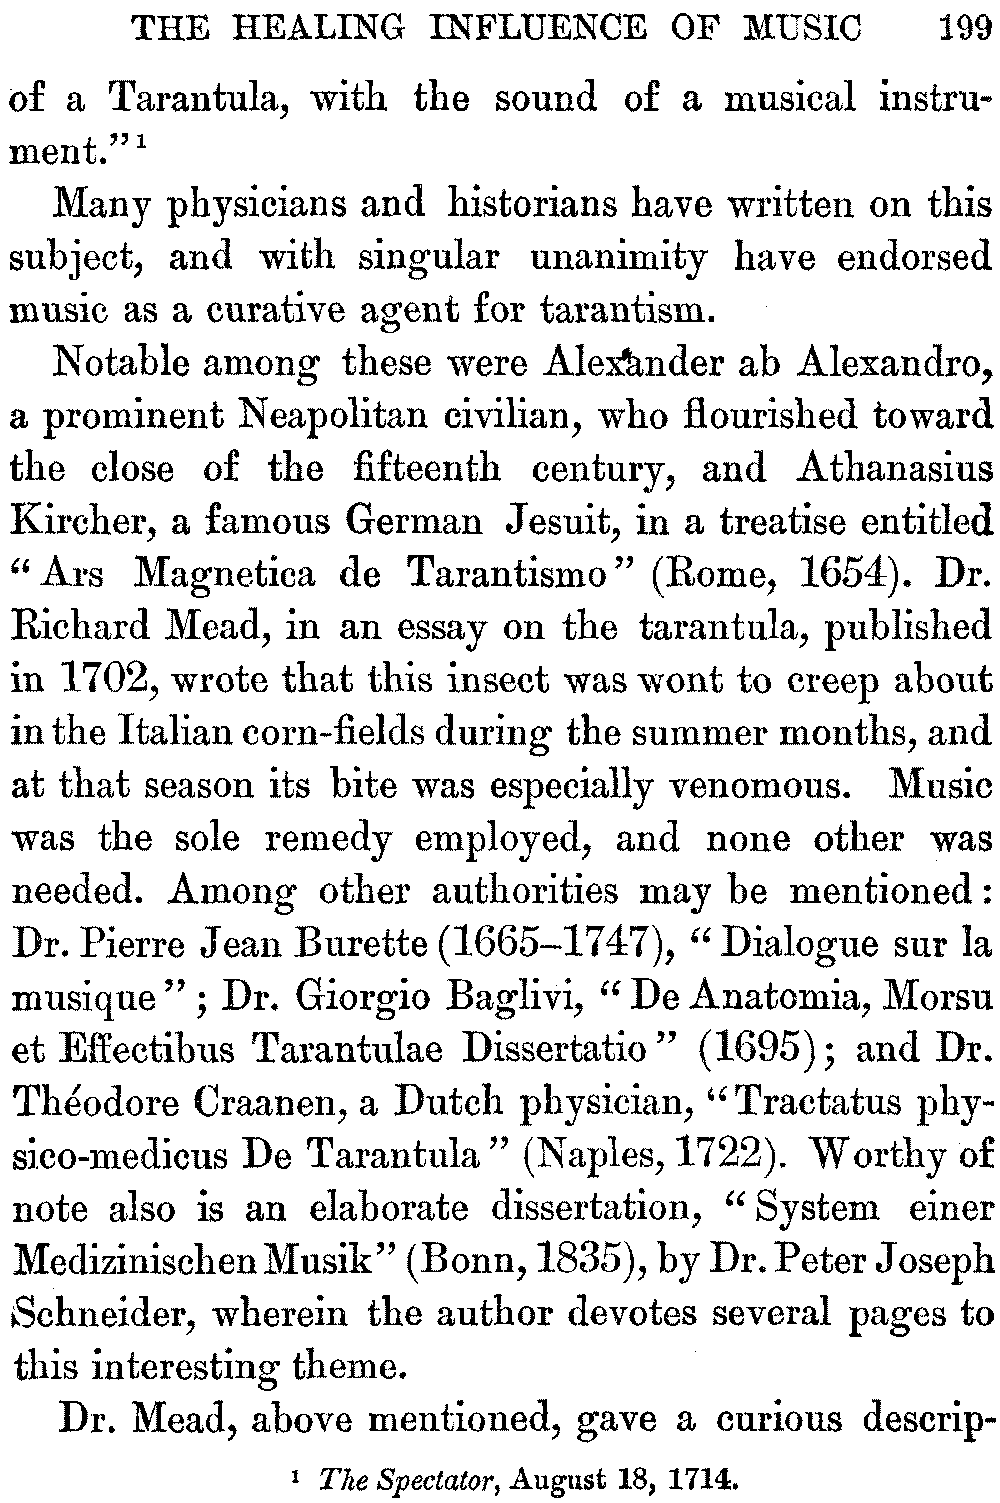 THE HEALING INFLUENCE OF MUSIC 199
of a Tarantula, with the sound of a musical instru-
ment." ¹
Many physicians and historians have written on this
subject, and with singular unanimity have endorsed
music as a curative agent for tarantism.
Notable among these were Alexander ab Alexandro,
a prominent Neapolitan civilian, who flourished toward
the close of the fifteenth century, and Athanasius
Kircher, a famous German Jesuit, in a treatise entitled
"Ars Magnetica de Tarantismo" (Rome, 1654). Dr.
Richard Mead, in an essay on the tarantula, published
in 1702, wrote that this insect was wont to creep about
in the Italian corn-fields during the summer months, and
at that season its bite was especially venomous. Music
was the sole remedy employed, and none other was
needed. Among other authorities may be mentioned:
Dr. Pierre Jean Burette (1665–1747), "Dialogue sur la
musique"; Dr. Giorgio Baglivi, "De Anatomia, Morsu
et Effectibus Tarantulae Dissertatio" (1695); and Dr.
Théodore Craanen, a Dutch physician, "Tractatus phy-
sico-medicus De Tarantula" (Naples, 1722). Worthy of
note also is an elaborate dissertation, "System einer
Medizinischen Musik" (Bonn, 1835), by Dr. Peter Joseph
Schneider, wherein the author devotes several pages to
this interesting theme.
Dr. Mead, above mentioned, gave a curious descrip-
¹ The Spectator, August 18, 1714.